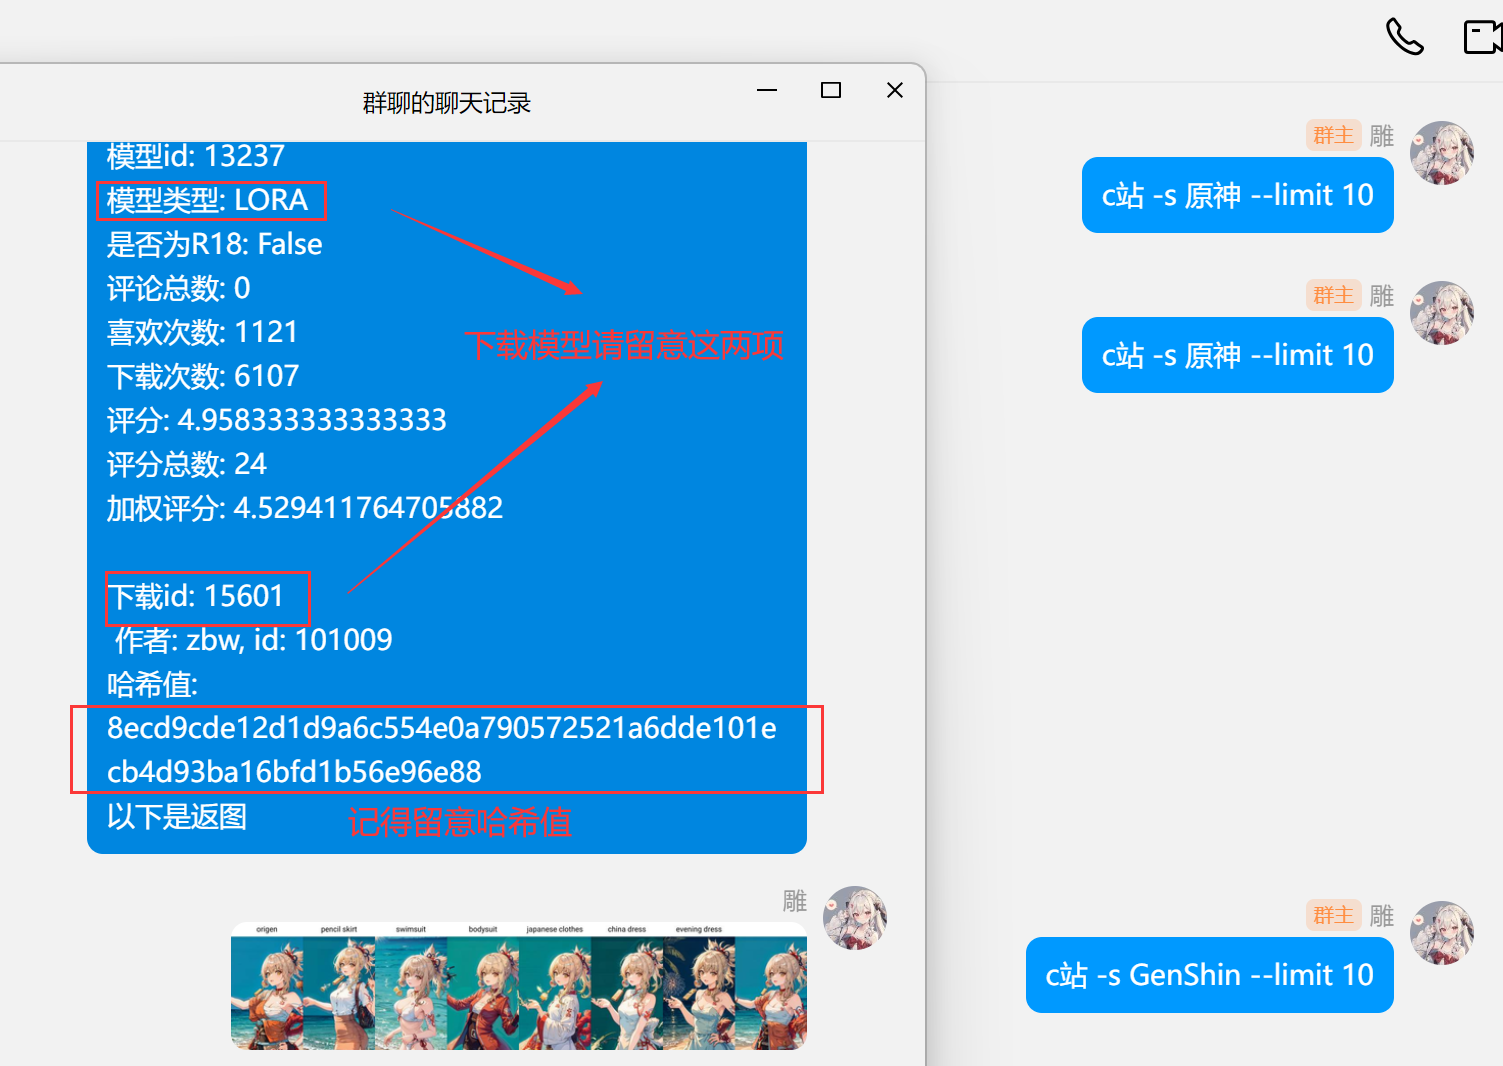 群聊的聊天记录
模型id: 13237
模型类型: LORA
是否为R18: False
评论总数: 0
喜欢次数: 1121
下载模型请留意这两项
下载次数: 6107
评分: 4.958333333333333
评分总数: 24
加权评分: 4.529411764705882
下载id: 15601
作者: zbw, id: 101009
哈希值:
8ecd9cde12d1d9a6c554e0a790572521a6dde101e
cb4d93ba16bfd1b56e96e88
以下是返图
记得留意哈希值
雕
origen pencil skirt swimsuit bodysuit japanese clothes china dress evening dress
群主 雕
c站 -s 原神 --limit 10
群主 雕
c站 -s 原神 --limit 10
群主 雕
c站 -s GenShin --limit 10